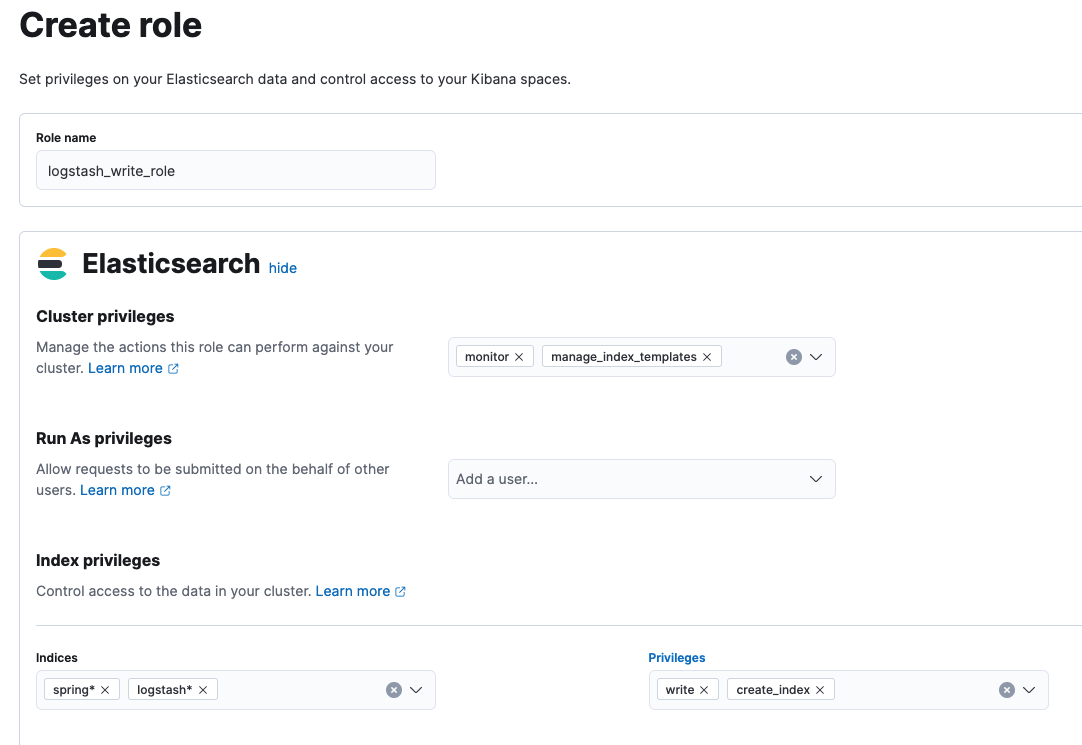 Create role
Set privileges on your Elasticsearch data and control access to your Kibana spaces.
Role name
logstash_write_role
Elasticsearch hide
Cluster privileges
Manage the actions this role can perform against your
cluster. Learn more
monitor manage_index_templates
Run As privileges
Allow requests to be submitted on the behalf of other
users. Learn more
Add a user...
Index privileges
Control access to the data in your cluster. Learn more
Indices
spring* logstash*
Privileges
write create_index